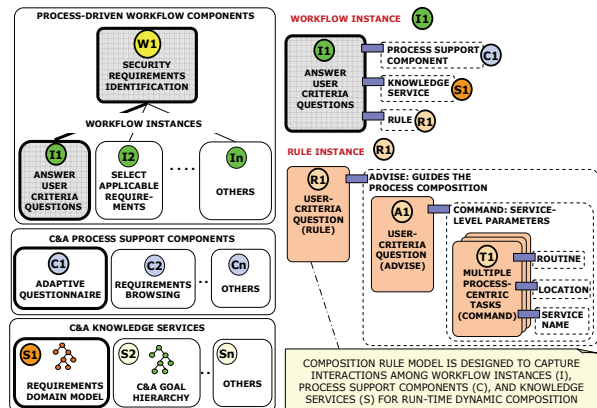 PROCESS-DRIVEN WORKFLOW COMPONENTS
W1
SECURITY
REQUIREMENTS
IDENTIFICATION
WORKFLOW INSTANCES
I1
ANSWER
USER
CRITERIA
QUESTIONS
I2
SELECT
APPLICABLE
REQUIRE-
MENTS
. . . .
In
OTHERS
C&A PROCESS SUPPORT COMPONENTS
C1
ADAPTIVE
QUESTIONNAIRE
C2
REQUIREMENTS
BROWSING
. .
Cn
OTHERS
C&A KNOWLEDGE SERVICES
S1
REQUIREMENTS
DOMAIN MODEL
S2
C&A GOAL
HIERARCHY
. .
Sn
OTHERS
WORKFLOW INSTANCE I1
I1
ANSWER
USER
CRITERIA
QUESTIONS
PROCESS SUPPORT
COMPONENT C1
KNOWLEDGE
SERVICE S1
RULE R1
RULE INSTANCE R1
R1
USER-
CRITERIA
QUESTION
(RULE)
ADVISE: GUIDES THE
PROCESS COMPOSITION
A1
USER-
CRITERIA
QUESTION
(ADVISE)
COMMAND: SERVICE-
LEVEL PARAMETERS
T1
MULTIPLE
PROCESS-
CENTRIC
TASKS
(COMMAND)
ROUTINE
LOCATION
SERVICE
NAME
COMPOSITION RULE MODEL IS DESIGNED TO CAPTURE
INTERACTIONS AMONG WORKFLOW INSTANCES (I),
PROCESS SUPPORT COMPONENTS (C), AND KNOWLEDGE
SERVICES (S) FOR RUN-TIME DYNAMIC COMPOSITION